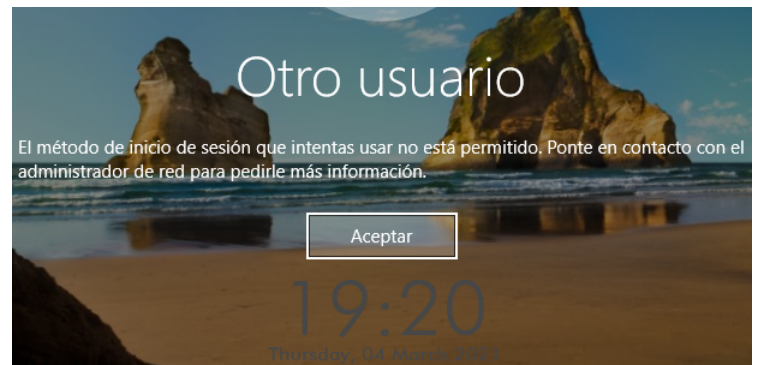 Otro usuario
El método de inicio de sesión que intentas usar no está permitido. Ponte en contacto con el
administrador de red para pedirle más información.
Aceptar
19:20
Thursday, 04 March